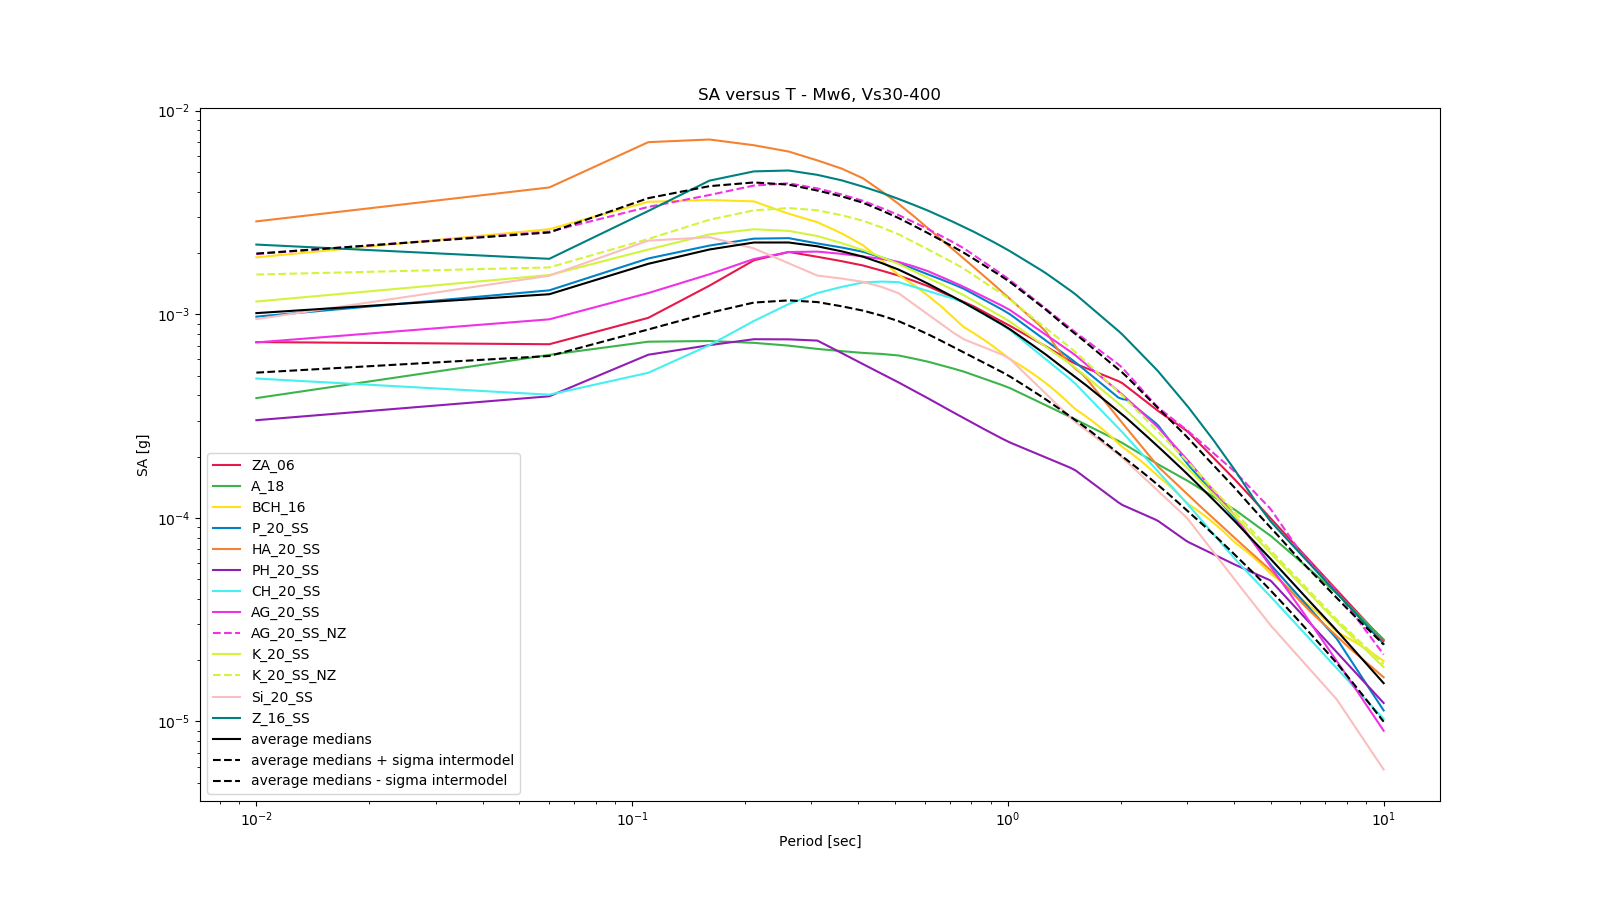 SA versus T - Mw6, Vs30-400
10⁻²
10⁻³
10⁻⁴
10⁻⁵
SA [g]
ZA_06
A_18
BCH_16
P_20_SS
HA_20_SS
PH_20_SS
CH_20_SS
AG_20_SS
AG_20_SS_NZ
K_20_SS
K_20_SS_NZ
Si_20_SS
Z_16_SS
average medians
average medians + sigma intermodel
average medians - sigma intermodel
10⁻² 10⁻¹ 10⁰ 10¹
Period [sec]